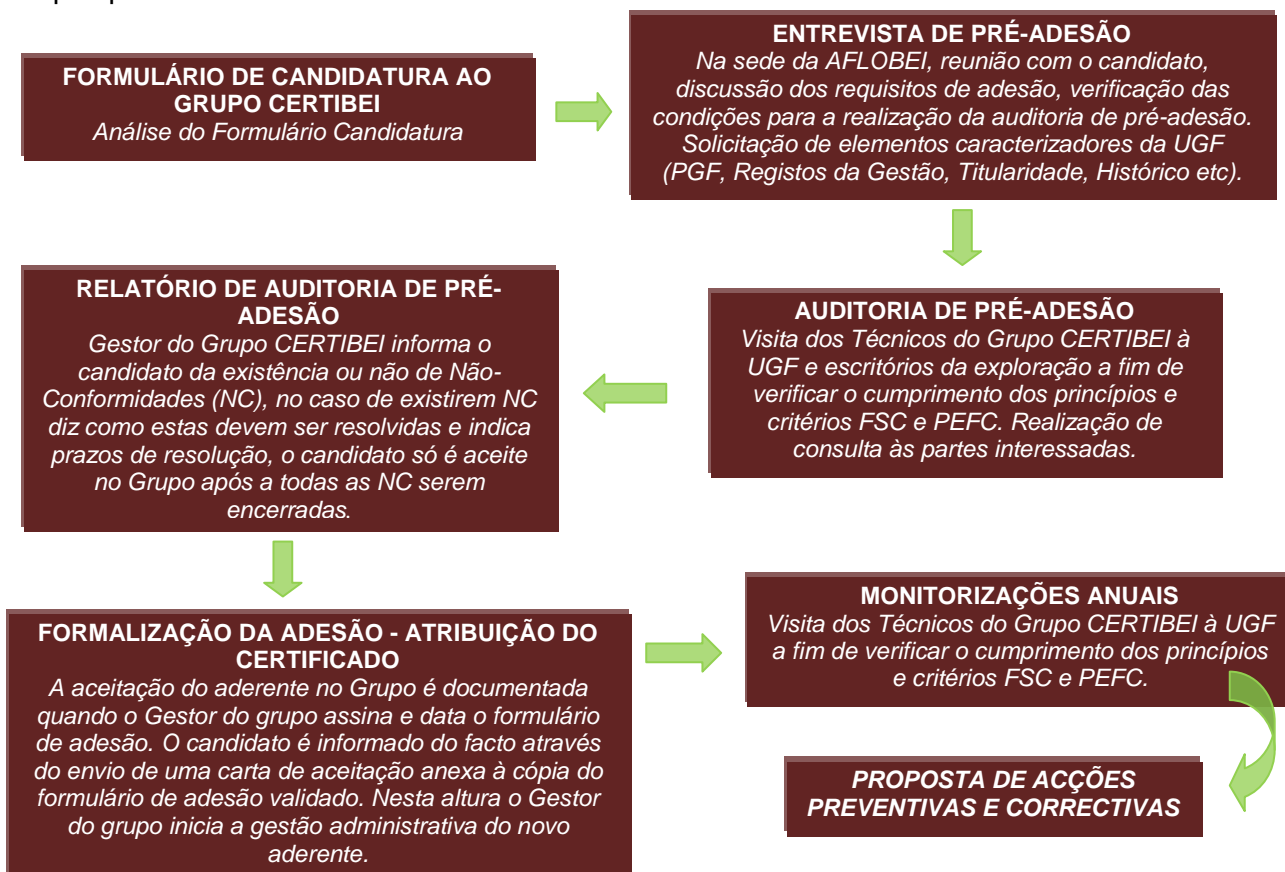 FORMULÁRIO DE CANDIDATURA AO
GRUPO CERTIBEI
Análise do Formulário Candidatura
ENTREVISTA DE PRÉ-ADESÃO
Na sede da AFLOBEI, reunião com o candidato,
discussão dos requisitos de adesão, verificação das
condições para a realização da auditoria de pré-adesão.
Solicitação de elementos caracterizadores da UGF
(PGF, Registos da Gestão, Titularidade, Histórico etc).
AUDITORIA DE PRÉ-ADESÃO
Visita dos Técnicos do Grupo CERTIBEI à
UGF e escritórios da exploração a fim de
verificar o cumprimento dos princípios e
critérios FSC e PEFC. Realização de
consulta às partes interessadas.
RELATÓRIO DE AUDITORIA DE PRÉ-
ADESÃO
Gestor do Grupo CERTIBEI informa o
candidato da existência ou não de Não-
Conformidades (NC), no caso de existirem NC
diz como estas devem ser resolvidas e indica
prazos de resolução, o candidato só é aceite
no Grupo após a todas as NC serem
encerradas.
FORMALIZAÇÃO DA ADESÃO - ATRIBUIÇÃO DO
CERTIFICADO
A aceitação do aderente no Grupo é documentada
quando o Gestor do grupo assina e data o formulário
de adesão. O candidato é informado do facto através
do envio de uma carta de aceitação anexa à cópia do
formulário de adesão validado. Nesta altura o Gestor
do grupo inicia a gestão administrativa do novo
aderente.
MONITORIZAÇÕES ANUAIS
Visita dos Técnicos do Grupo CERTIBEI à UGF
a fim de verificar o cumprimento dos princípios
e critérios FSC e PEFC.
PROPOSTA DE ACÇÕES
PREVENTIVAS E CORRECTIVAS